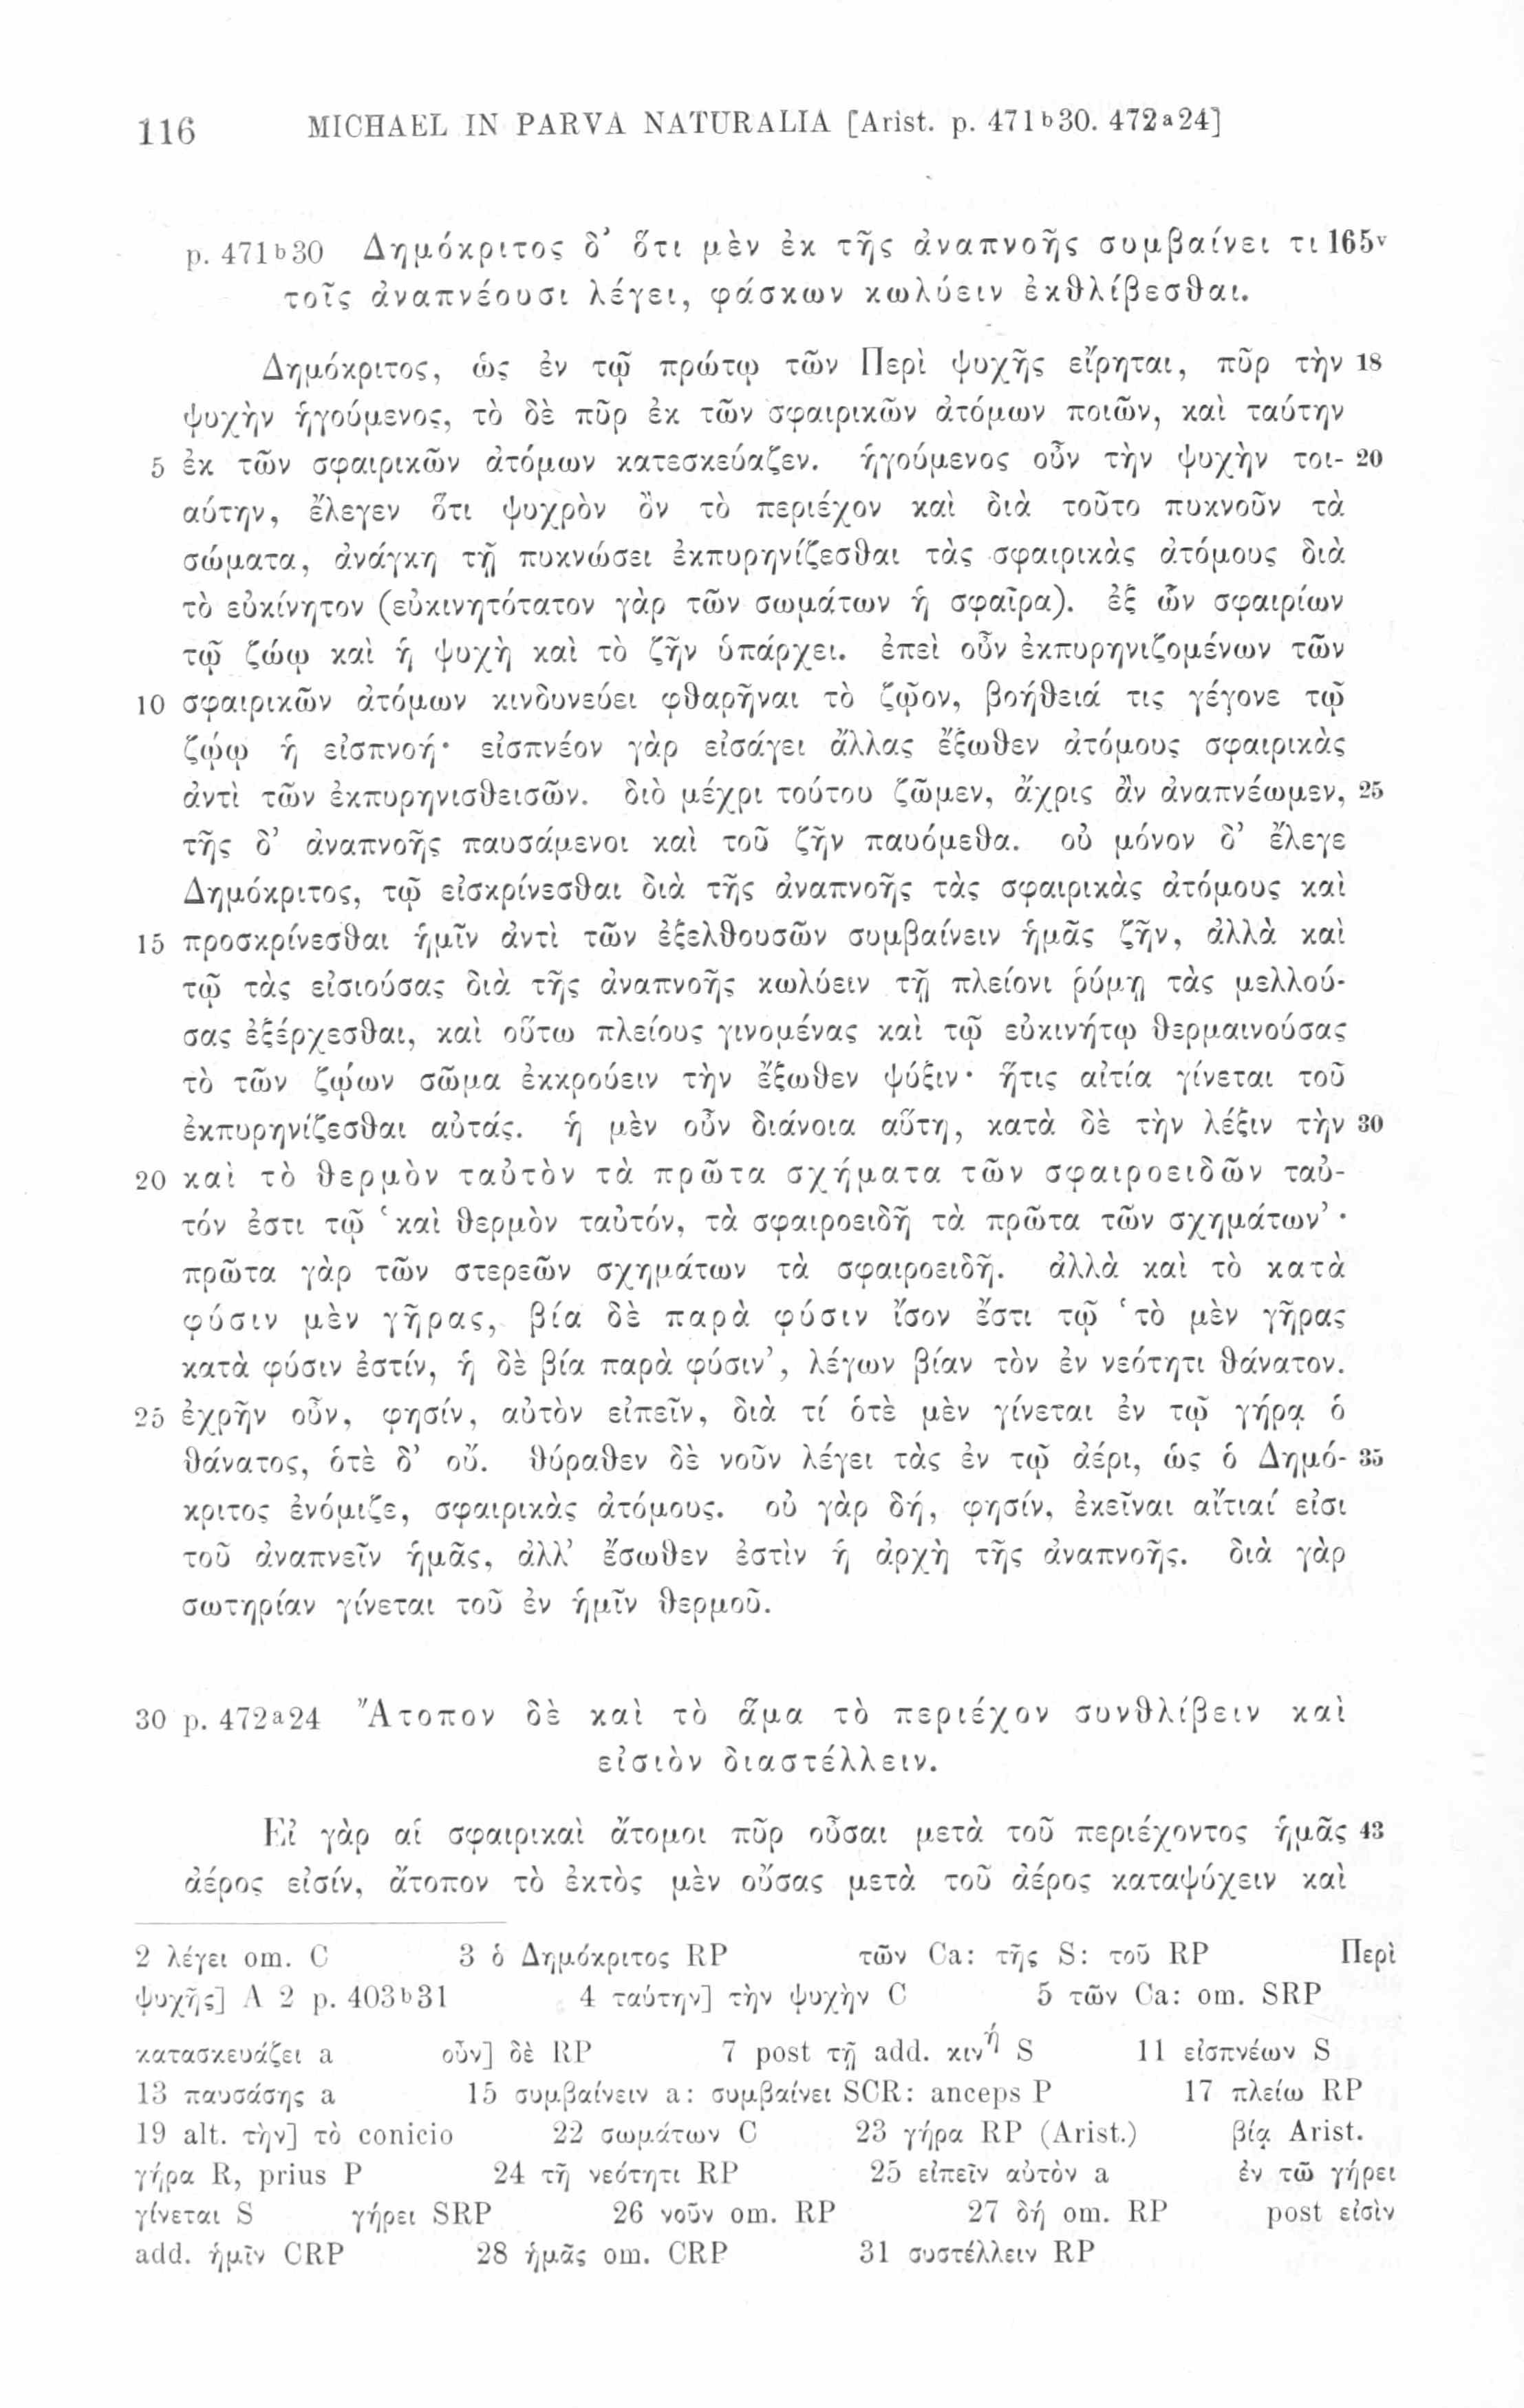 116 MICHAEL IN PARVA NATURALIA [Arist. p. 471b30. 472a24]
p. 471b30 Δημόκριτος δ᾽ ὅτι μὲν ἐκ τῆς ἀναπνοῆς συμβαίνει τι 165v
τοῖς ἀναπνέουσι λέγει, φάσκων κωλύειν ἐκθλίβεσθαι.
Δημόκριτος, ὡς ἐν τῷ πρώτῳ τῶν Περὶ ψυχῆς εἴρηται, πῦρ τὴν 18
ψυχὴν ἡγούμενος, τὸ δὲ πῦρ ἐκ τῶν σφαιρικῶν ἀτόμων ποιῶν, καὶ ταύτην
5 ἐκ τῶν σφαιρικῶν ἀτόμων κατεσκεύαζεν. ἡγούμενος οὖν τὴν ψυχὴν τοι- 20
αύτην, ἔλεγεν ὅτι ψυχρὸν ὂν τὸ περιέχον καὶ διὰ τοῦτο πυκνοῦν τὰ
σώματα, ἀνάγκη τῇ πυκνώσει ἐκπυρηνίζεσθαι τὰς σφαιρικὰς ἀτόμους διὰ
τὸ εὐκίνητον (εὐκινητότατον γὰρ τῶν σωμάτων ἡ σφαῖρα). ἐξ ὧν σφαιρίων
τῷ ζώῳ καὶ ἡ ψυχὴ καὶ τὸ ζῆν ὑπάρχει. ἐπεὶ οὖν ἐκπυρηνιζομένων τῶν
10 σφαιρικῶν ἀτόμων κινδυνεύει φθαρῆναι τὸ ζῷον, βοήθειά τις γέγονε τῷ
ζῴῳ ἡ εἰσπνοή· εἰσπνέον γὰρ εἰσάγει ἄλλας ἔξωθεν ἀτόμους σφαιρικὰς
ἀντὶ τῶν ἐκπυρηνισθεισῶν. διὸ μέχρι τούτου ζῶμεν, ἄχρις ἂν ἀναπνέωμεν, 25
τῆς δ᾽ ἀναπνοῆς παυσάμενοι καὶ τοῦ ζῆν παυόμεθα. οὐ μόνον δ᾽ ἔλεγε
Δημόκριτος, τῷ εἰσκρίνεσθαι διὰ τῆς ἀναπνοῆς τὰς σφαιρικὰς ἀτόμους καὶ
15 προσκρίνεσθαι ἡμῖν ἀντὶ τῶν ἐξελθουσῶν συμβαίνειν ἡμᾶς ζῆν, ἀλλὰ καὶ
τῷ τὰς εἰσιούσας διὰ τῆς ἀναπνοῆς κωλύειν τῇ πλείονι ῥύμῃ τὰς μελλού-
σας ἐξέρχεσθαι, καὶ οὕτω πλείους γινομένας καὶ τῷ εὐκινήτῳ θερμαινούσας
τὸ τῶν ζῴων σῶμα ἐκκρούειν τὴν ἔξωθεν ψύξιν· ἥτις αἰτία γίνεται τοῦ
ἐκπυρηνίζεσθαι αὐτάς. ἡ μὲν οὖν διάνοια αὕτη, κατὰ δὲ τὴν λέξιν τὴν 30
20 καὶ τὸ θερμὸν ταὐτὸν τὰ πρῶτα σχήματα τῶν σφαιροειδῶν ταὐ-
τόν ἐστι τῷ ‘καὶ θερμὸν ταὐτόν, τὰ σφαιροειδῆ τὰ πρῶτα τῶν σχημάτων’·
πρῶτα γὰρ τῶν στερεῶν σχημάτων τὰ σφαιροειδῆ. ἀλλὰ καὶ τὸ κατὰ
φύσιν μὲν γῆρας, βία δὲ παρὰ φύσιν ἴσον ἔστι τῷ ‘τὸ μὲν γῆρας
κατὰ φύσιν ἐστίν, ἡ δὲ βία παρὰ φύσιν’, λέγων βίαν τὸν ἐν νεότητι θάνατον.
25 ἐχρῆν οὖν, φησίν, αὐτὸν εἰπεῖν, διὰ τί ὁτὲ μὲν γίνεται ἐν τῷ γήρᾳ ὁ
θάνατος, ὁτὲ δ᾽ οὔ. θύραθεν δὲ νοῦν λέγει τὰς ἐν τῷ ἀέρι, ὡς ὁ Δημό- 35
κριτος ἐνόμιζε, σφαιρικὰς ἀτόμους. οὐ γὰρ δή, φησίν, ἐκεῖναι αἴτιαί εἰσι
τοῦ ἀναπνεῖν ἡμᾶς, ἀλλ᾽ ἔσωθεν ἐστὶν ἡ ἀρχὴ τῆς ἀναπνοῆς. διὰ γὰρ
σωτηρίαν γίνεται τοῦ ἐν ἡμῖν θερμοῦ.
30 p. 472a24 Ἄτοπον δὲ καὶ τὸ ἅμα τὸ περιέχον συνθλίβειν καὶ
εἰσιὸν διαστέλλειν.
Εἰ γὰρ αἱ σφαιρικαὶ ἄτομοι πῦρ οὖσαι μετὰ τοῦ περιέχοντος ἡμᾶς 43
ἀέρος εἰσίν, ἄτοπον τὸ ἐκτὸς μὲν οὔσας μετὰ τοῦ ἀέρος καταψύχειν καὶ
2 λέγει om. C 3 ὁ Δημόκριτος RP τῶν Ca: τῆς S: τοῦ RP Περὶ
ψυχῆς] A 2 p. 403b31 4 ταύτην] τὴν ψυχὴν C 5 τῶν Ca: om. SRP
κατασκευάζει a οὖν] δὲ RP 7 post τῇ add. κινή S 11 εἰσπνέων S
13 παυσάσης a 15 συμβαίνειν a: συμβαίνει SCR: anceps P 17 πλείω RP
19 alt. τὴν] τὸ conicio 22 σωμάτων C 23 γήρα RP (Arist.) βίᾳ Arist.
γήρα R, prius P 24 τῇ νεότητι RP 25 εἰπεῖν αὐτὸν a ἐν τῶ γήρει
γίνεται S γήρει SRP 26 νοῦν om. RP 27 δή om. RP post εἰσὶν
add. ἡμῖν CRP 28 ἡμᾶς om. CRP 31 συστέλλειν RP